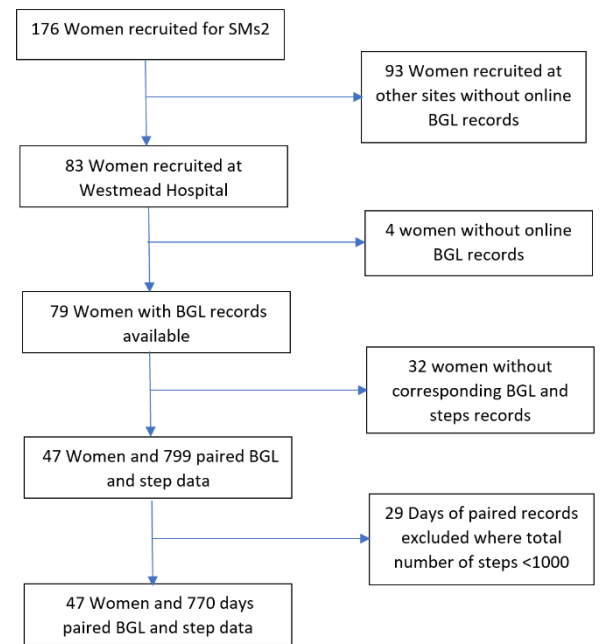 176 Women recruited for SMs2
93 Women recruited at
other sites without online
BGL records
83 Women recruited at
Westmead Hospital
4 women without online
BGL records
79 Women with BGL records
available
32 women without
corresponding BGL and
steps records
47 Women and 799 paired BGL
and step data
29 Days of paired records
excluded where total
number of steps <1000
47 Women and 770 days
paired BGL and step data